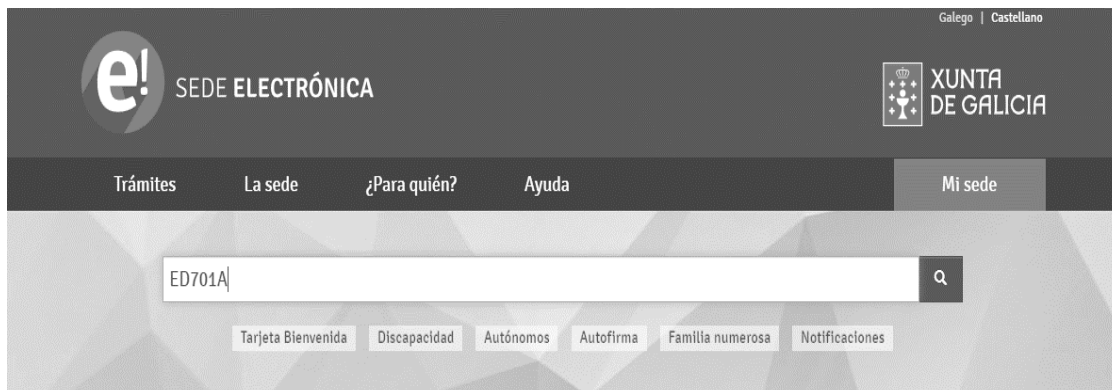 Galego | Castellano
e! SEDE ELECTRÓNICA
XUNTA
DE GALICIA
Trámites La sede ¿Para quién? Ayuda Mi sede
ED701A
Tarjeta Bienvenida Discapacidad Autónomos Autofirma Familia numerosa Notificaciones